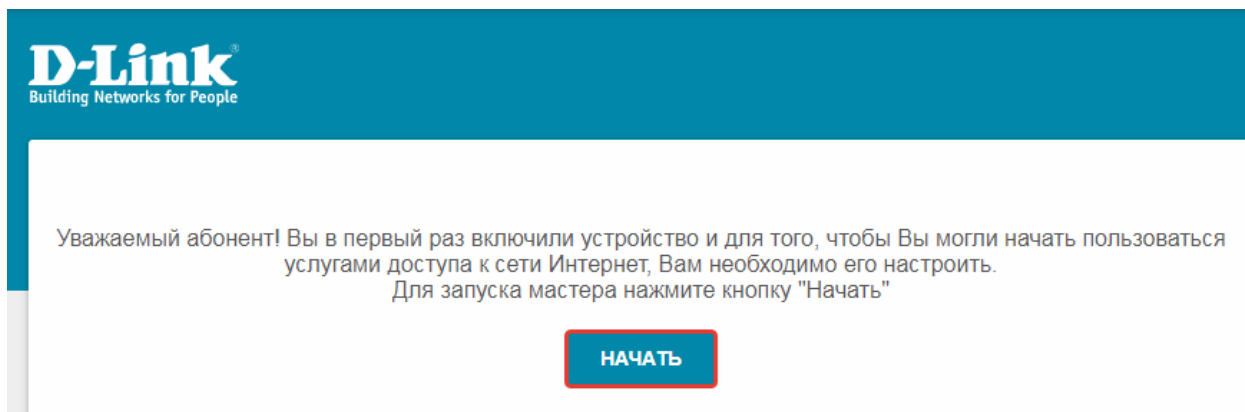 D-Link®
Building Networks for People
Уважаемый абонент! Вы в первый раз включили устройство и для того, чтобы Вы могли начать пользоваться
услугами доступа к сети Интернет, Вам необходимо его настроить.
Для запуска мастера нажмите кнопку "Начать"
НАЧАТЬ